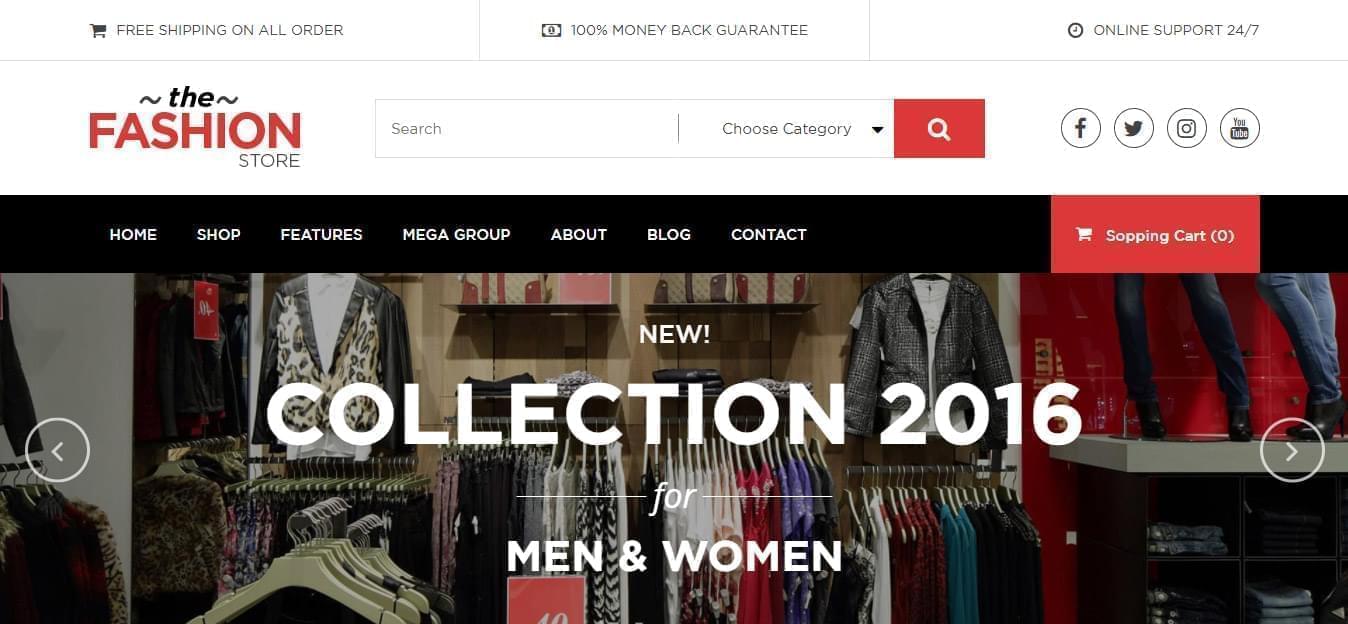 FREE SHIPPING ON ALL ORDER
100% MONEY BACK GUARANTEE
ONLINE SUPPORT 24/7
~the~
FASHION
STORE
Search
Choose Category
You
Tube
HOME
SHOP
FEATURES
MEGA GROUP
ABOUT
BLOG
CONTACT
Sopping Cart (0)
NEW!
COLLECTION 2016
for
MEN & WOMEN